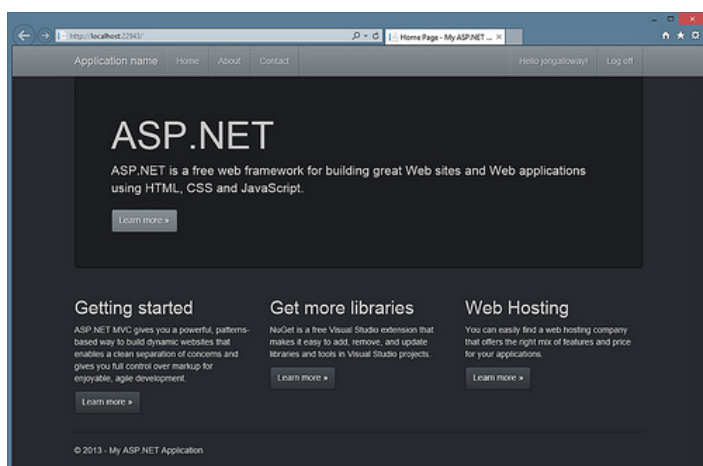 http://localhost:22943/
Home Page - My ASP.NET ...
Application name Home About Contact Hello jongalloway! Log off
ASP.NET
ASP.NET is a free web framework for building great Web sites and Web applications
using HTML, CSS and JavaScript.
Learn more »
Getting started
ASP.NET MVC gives you a powerful, patterns-
based way to build dynamic websites that
enables a clean separation of concerns and
gives you full control over markup for
enjoyable, agile development.
Learn more »
Get more libraries
NuGet is a free Visual Studio extension that
makes it easy to add, remove, and update
libraries and tools in Visual Studio projects.
Learn more »
Web Hosting
You can easily find a web hosting company
that offers the right mix of features and price
for your applications.
Learn more »
© 2013 - My ASP.NET Application